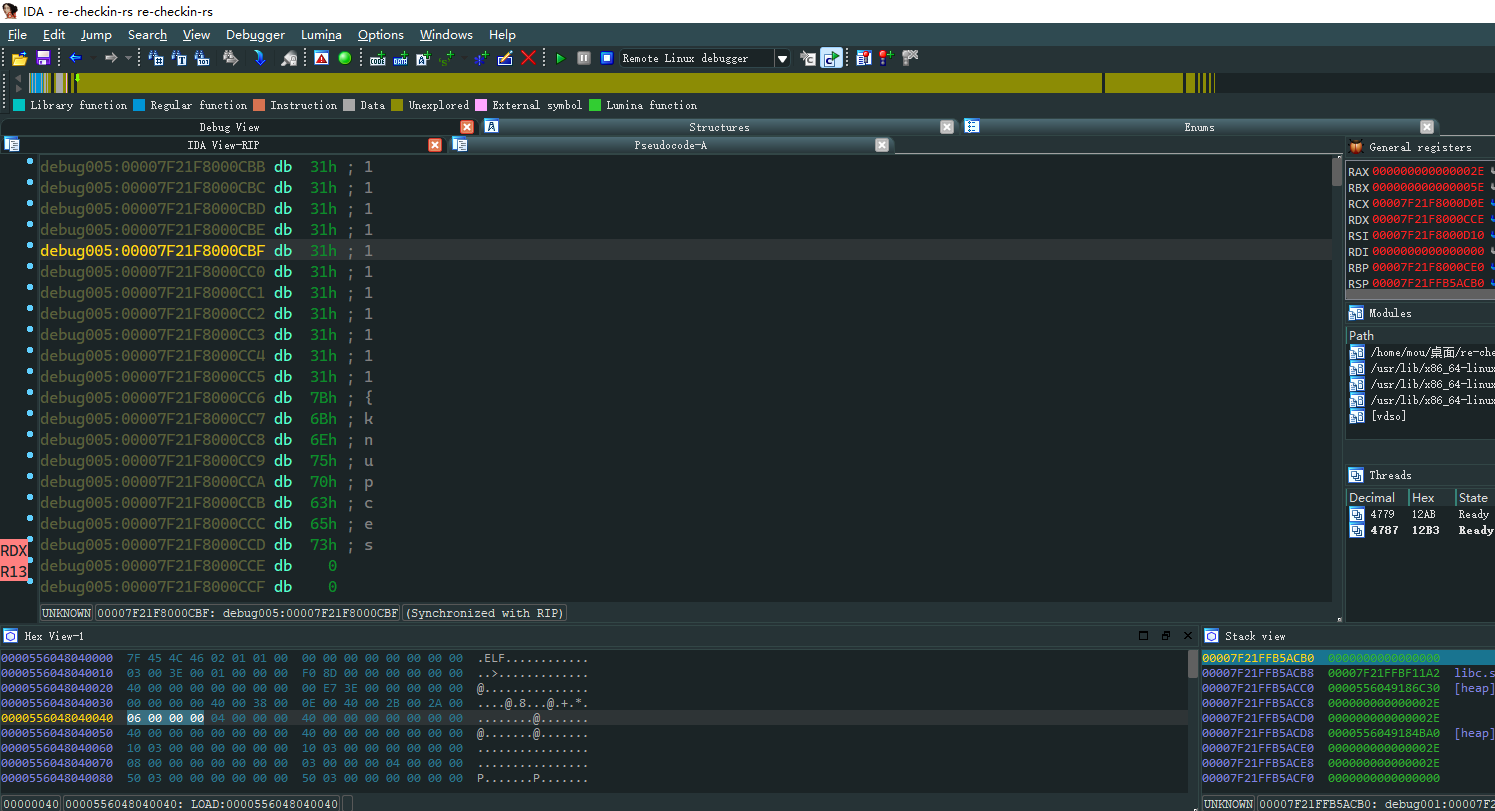 IDA - re-checkin-rs re-checkin-rs
File Edit Jump Search View Debugger Lumina Options Windows Help
Remote Linux debugger
Library function Regular function Instruction Data Unexplored External symbol Lumina function
Debug View Structures Enums
IDA View-RIP Pseudocode-A
debug005:00007F21F8000CBB db 31h ; 1
debug005:00007F21F8000CBC db 31h ; 1
debug005:00007F21F8000CBD db 31h ; 1
debug005:00007F21F8000CBE db 31h ; 1
debug005:00007F21F8000CBF db 31h ; 1
debug005:00007F21F8000CC0 db 31h ; 1
debug005:00007F21F8000CC1 db 31h ; 1
debug005:00007F21F8000CC2 db 31h ; 1
debug005:00007F21F8000CC3 db 31h ; 1
debug005:00007F21F8000CC4 db 31h ; 1
debug005:00007F21F8000CC5 db 31h ; 1
debug005:00007F21F8000CC6 db 7Bh ; {
debug005:00007F21F8000CC7 db 6Bh ; k
debug005:00007F21F8000CC8 db 6Eh ; n
debug005:00007F21F8000CC9 db 75h ; u
debug005:00007F21F8000CCA db 70h ; p
debug005:00007F21F8000CCB db 63h ; c
debug005:00007F21F8000CCC db 65h ; e
debug005:00007F21F8000CCD db 73h ; s
RDX
debug005:00007F21F8000CCE db 0
R13
debug005:00007F21F8000CCF db 0
UNKNOWN 00007F21F8000CBF: debug005:00007F21F8000CBF (Synchronized with RIP)
General registers
RAX 000000000000002E
RBX 000000000000005E
RCX 00007F21F8000D0E
RDX 00007F21F8000CCE
RSI 00007F21F8000D10
RDI 0000000000000000
RBP 00007F21F8000CE0
RSP 00007F21FFB5ACB0
Modules
Path
/home/mou/桌面/re-che
/usr/lib/x86_64-linux
/usr/lib/x86_64-linux
/usr/lib/x86_64-linux
[vdso]
Threads
Decimal Hex State
4779 12AB Ready
4787 12B3 Ready
Hex View-1
0000556048040000 7F 45 4C 46 02 01 01 00 00 00 00 00 00 00 00 00 .ELF............
0000556048040010 03 00 3E 00 01 00 00 00 F0 8D 00 00 00 00 00 00 ..>.............
0000556048040020 40 00 00 00 00 00 00 00 00 E7 3E 00 00 00 00 00 @...............
0000556048040030 00 00 00 00 40 00 38 00 0E 00 40 00 2B 00 2A 00 ....@.8...@.+.*.
0000556048040040 06 00 00 00 04 00 00 00 40 00 00 00 00 00 00 00 ........@.......
0000556048040050 40 00 00 00 00 00 00 00 40 00 00 00 00 00 00 00 @.......@.......
0000556048040060 10 03 00 00 00 00 00 00 10 03 00 00 00 00 00 00 ................
0000556048040070 08 00 00 00 00 00 00 00 03 00 00 00 04 00 00 00 ................
0000556048040080 50 03 00 00 00 00 00 00 50 03 00 00 00 00 00 00 P.......P.......
00000040 0000556048040040: LOAD:0000556048040040
Stack view
00007F21FFB5ACB0 0000000000000000
00007F21FFB5ACB8 00007F21FFBF11A2 libc.s
00007F21FFB5ACC0 0000556049186C30 [heap]
00007F21FFB5ACC8 000000000000002E
00007F21FFB5ACD0 000000000000002E
00007F21FFB5ACD8 0000556049184BA0 [heap]
00007F21FFB5ACE0 000000000000002E
00007F21FFB5ACE8 000000000000002E
00007F21FFB5ACF0 0000000000000000
UNKNOWN 00007F21FFB5ACB0: debug001:00007F2